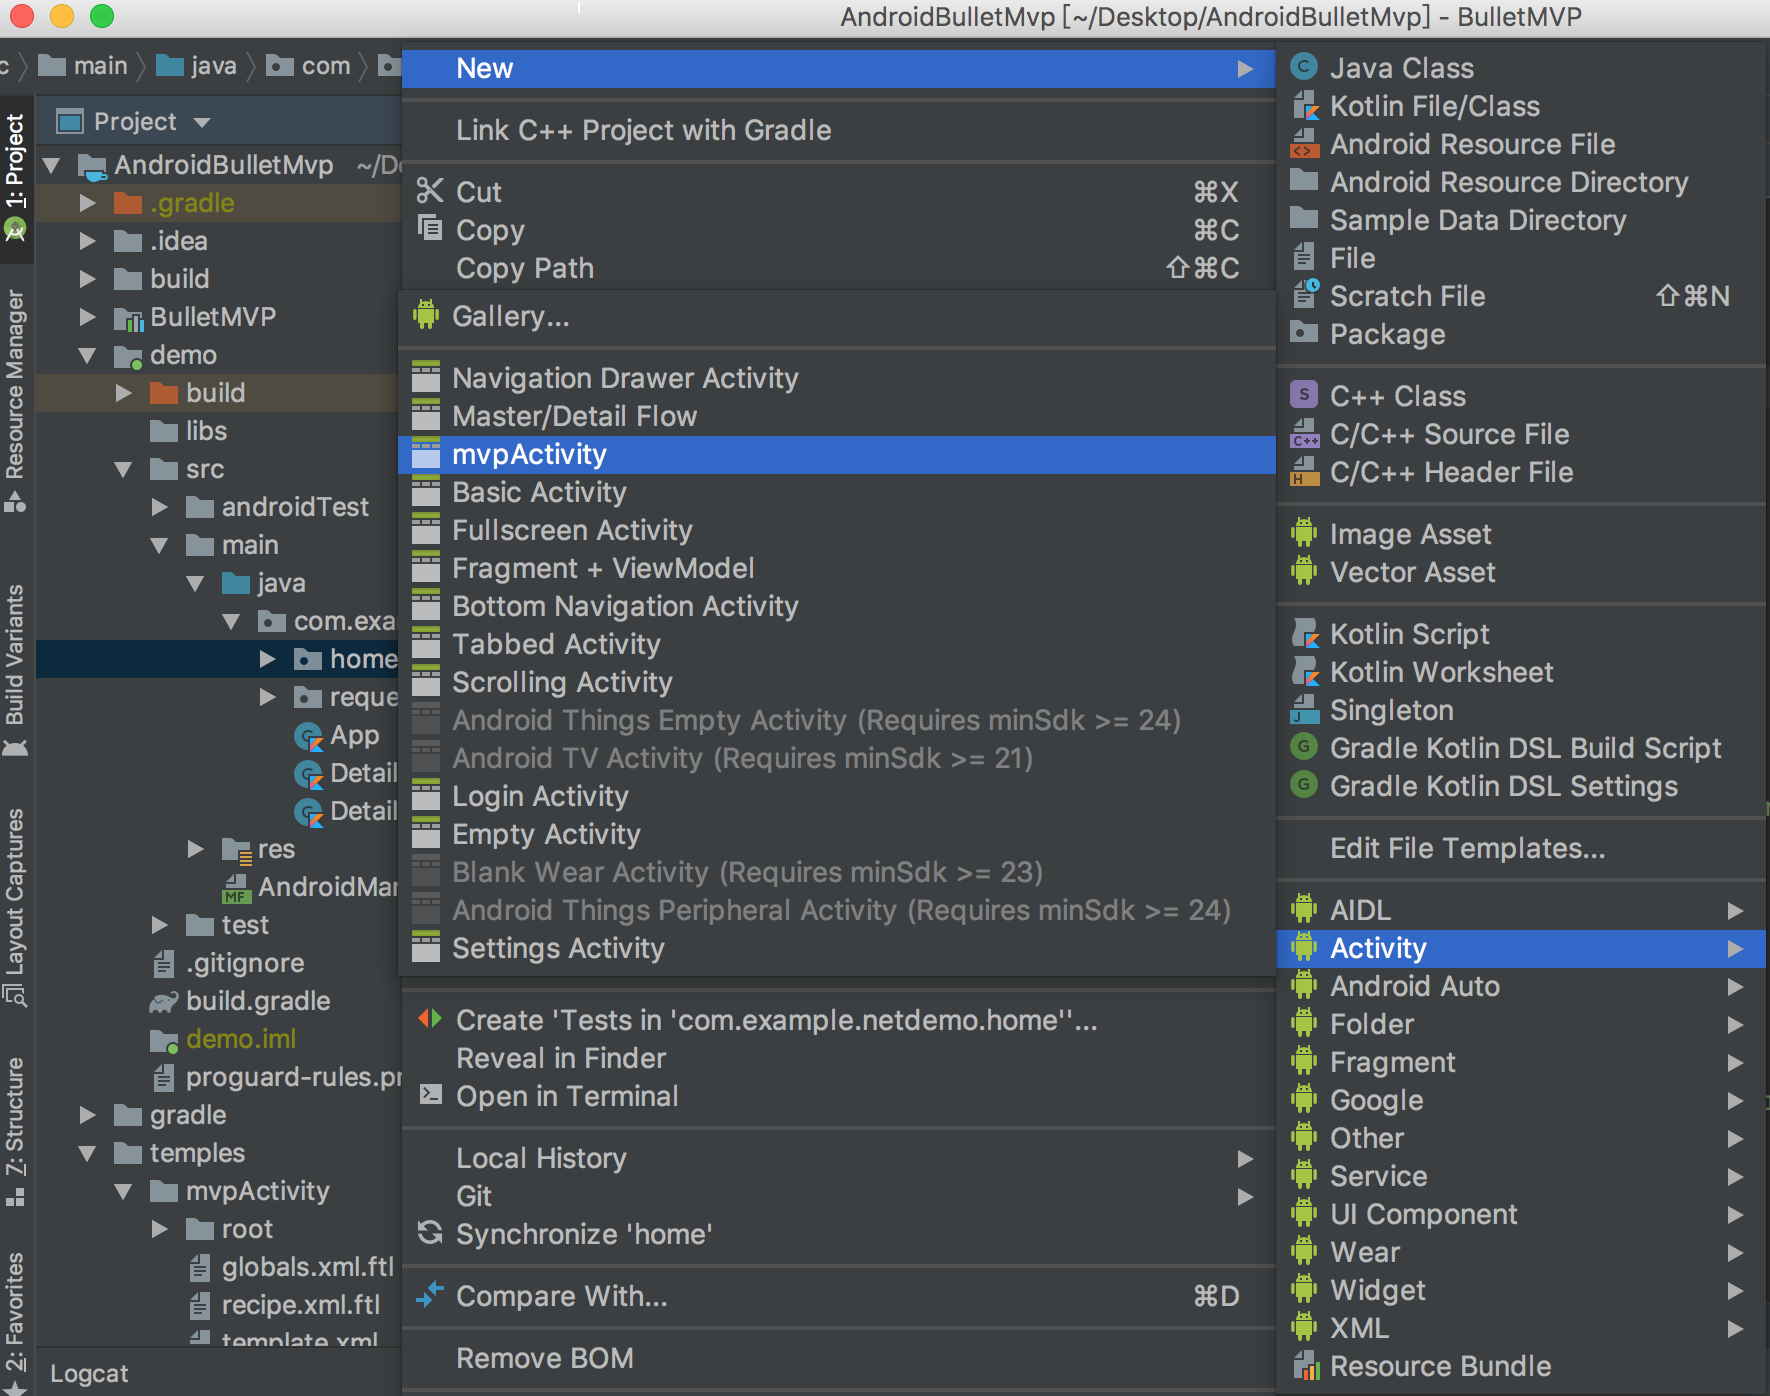 AndroidBulletMvp [~/Desktop/AndroidBulletMvp] - BulletMVP
c main java com
1: Project
Resource Manager
Build Variants
Layout Captures
7: Structure
2: Favorites
Project
AndroidBulletMvp ~/De
.gradle
.idea
build
BulletMVP
demo
build
libs
src
androidTest
main
java
com.exa
home
reque
App
Detail
Detail
res
AndroidMan
test
.gitignore
build.gradle
demo.iml
proguard-rules.pr
gradle
temples
mvpActivity
root
globals.xml.ftl
recipe.xml.ftl
template.xml
Logcat
New
Link C++ Project with Gradle
Cut ⌘X
Copy ⌘C
Copy Path ⇧⌘C
Gallery...
Navigation Drawer Activity
Master/Detail Flow
mvpActivity
Basic Activity
Fullscreen Activity
Fragment + ViewModel
Bottom Navigation Activity
Tabbed Activity
Scrolling Activity
Android Things Empty Activity (Requires minSdk >= 24)
Android TV Activity (Requires minSdk >= 21)
Login Activity
Empty Activity
Blank Wear Activity (Requires minSdk >= 23)
Android Things Peripheral Activity (Requires minSdk >= 24)
Settings Activity
Create 'Tests in 'com.example.netdemo.home''...
Reveal in Finder
Open in Terminal
Local History
Git
Synchronize 'home'
Compare With... ⌘D
Remove BOM
Java Class
Kotlin File/Class
Android Resource File
Android Resource Directory
Sample Data Directory
File
Scratch File ⇧⌘N
Package
C++ Class
C/C++ Source File
C/C++ Header File
Image Asset
Vector Asset
Kotlin Script
Kotlin Worksheet
Singleton
Gradle Kotlin DSL Build Script
Gradle Kotlin DSL Settings
Edit File Templates...
AIDL
Activity
Android Auto
Folder
Fragment
Google
Other
Service
UI Component
Wear
Widget
XML
Resource Bundle